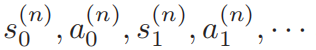 s_0^{(n)}, a_0^{(n)}, s_1^{(n)}, a_1^{(n)}, \cdots